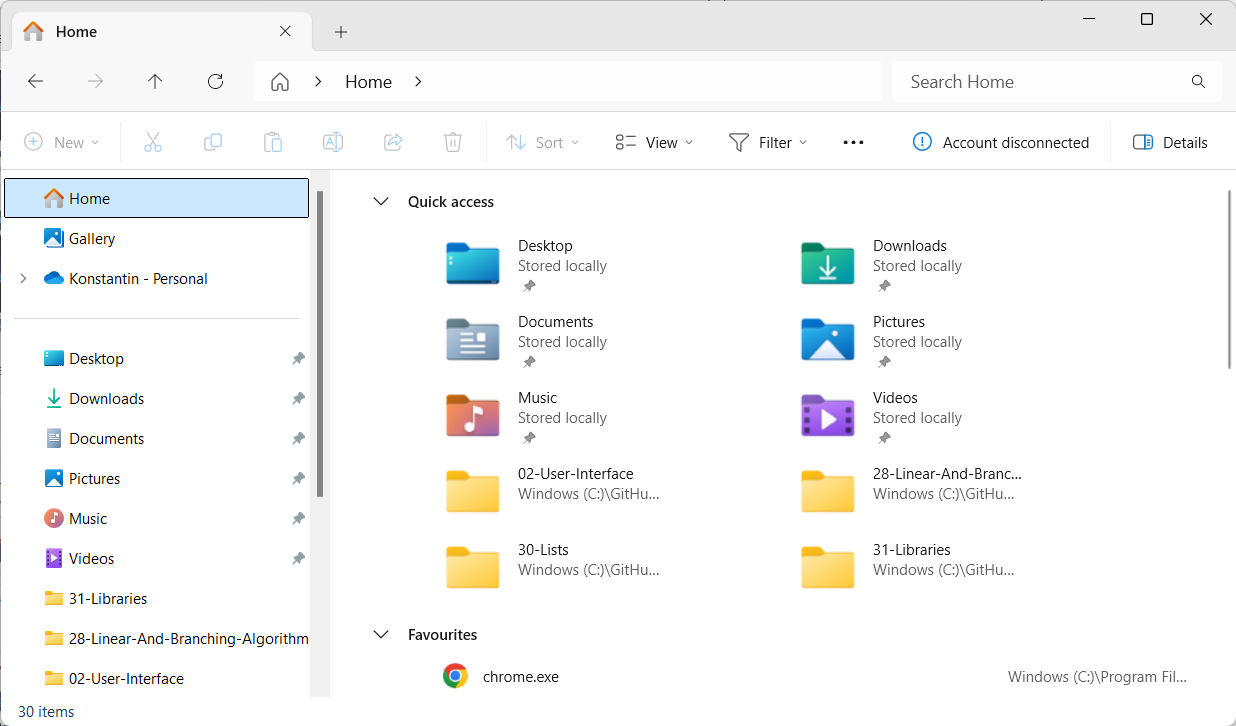 Home
Home
Search Home
New
Sort
View
Filter
Account disconnected
Details
Home
Gallery
Konstantin - Personal
Desktop
Downloads
Documents
Pictures
Music
Videos
31-Libraries
28-Linear-And-Branching-Algorithm
02-User-Interface
Quick access
Desktop
Stored locally
Downloads
Stored locally
Documents
Stored locally
Pictures
Stored locally
Music
Stored locally
Videos
Stored locally
02-User-Interface
Windows (C:)\GitHu...
28-Linear-And-Branc...
Windows (C:)\GitHu...
30-Lists
Windows (C:)\GitHu...
31-Libraries
Windows (C:)\GitHu...
Favourites
chrome.exe
Windows (C:)\Program Fil...
30 items